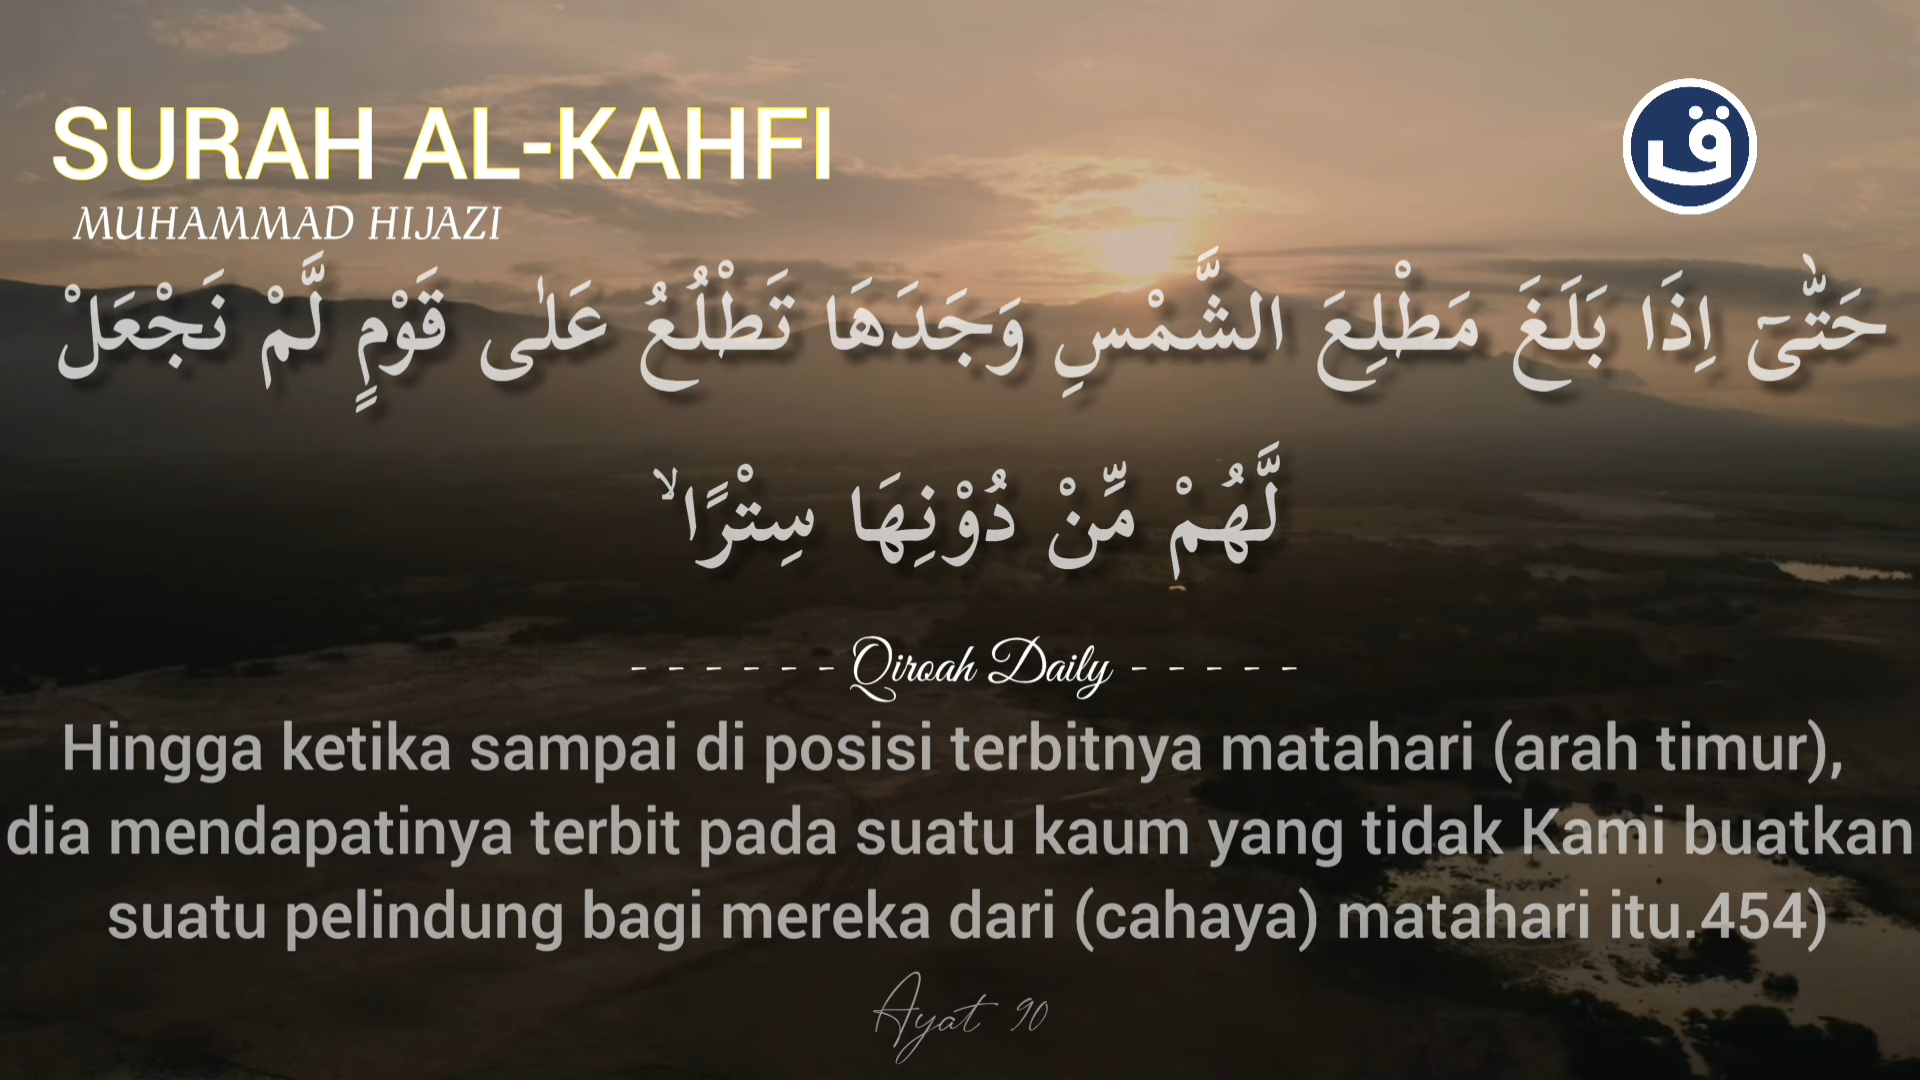 SURAH AL-KAHFI
MUHAMMAD HIJAZI
ق
حَتّٰىٓ اِذَا بَلَغَ مَطْلِعَ الشَّمْسِ وَجَدَهَا تَطْلُعُ عَلٰى قَوْمٍ لَّمْ نَجْعَلْ
لَّهُمْ مِّنْ دُوْنِهَا سِتْرًا ۙ
- - - - - - Qiroah Daily - - - - -
Hingga ketika sampai di posisi terbitnya matahari (arah timur),
dia mendapatinya terbit pada suatu kaum yang tidak Kami buatkan
suatu pelindung bagi mereka dari (cahaya) matahari itu.454)
Ayat 90